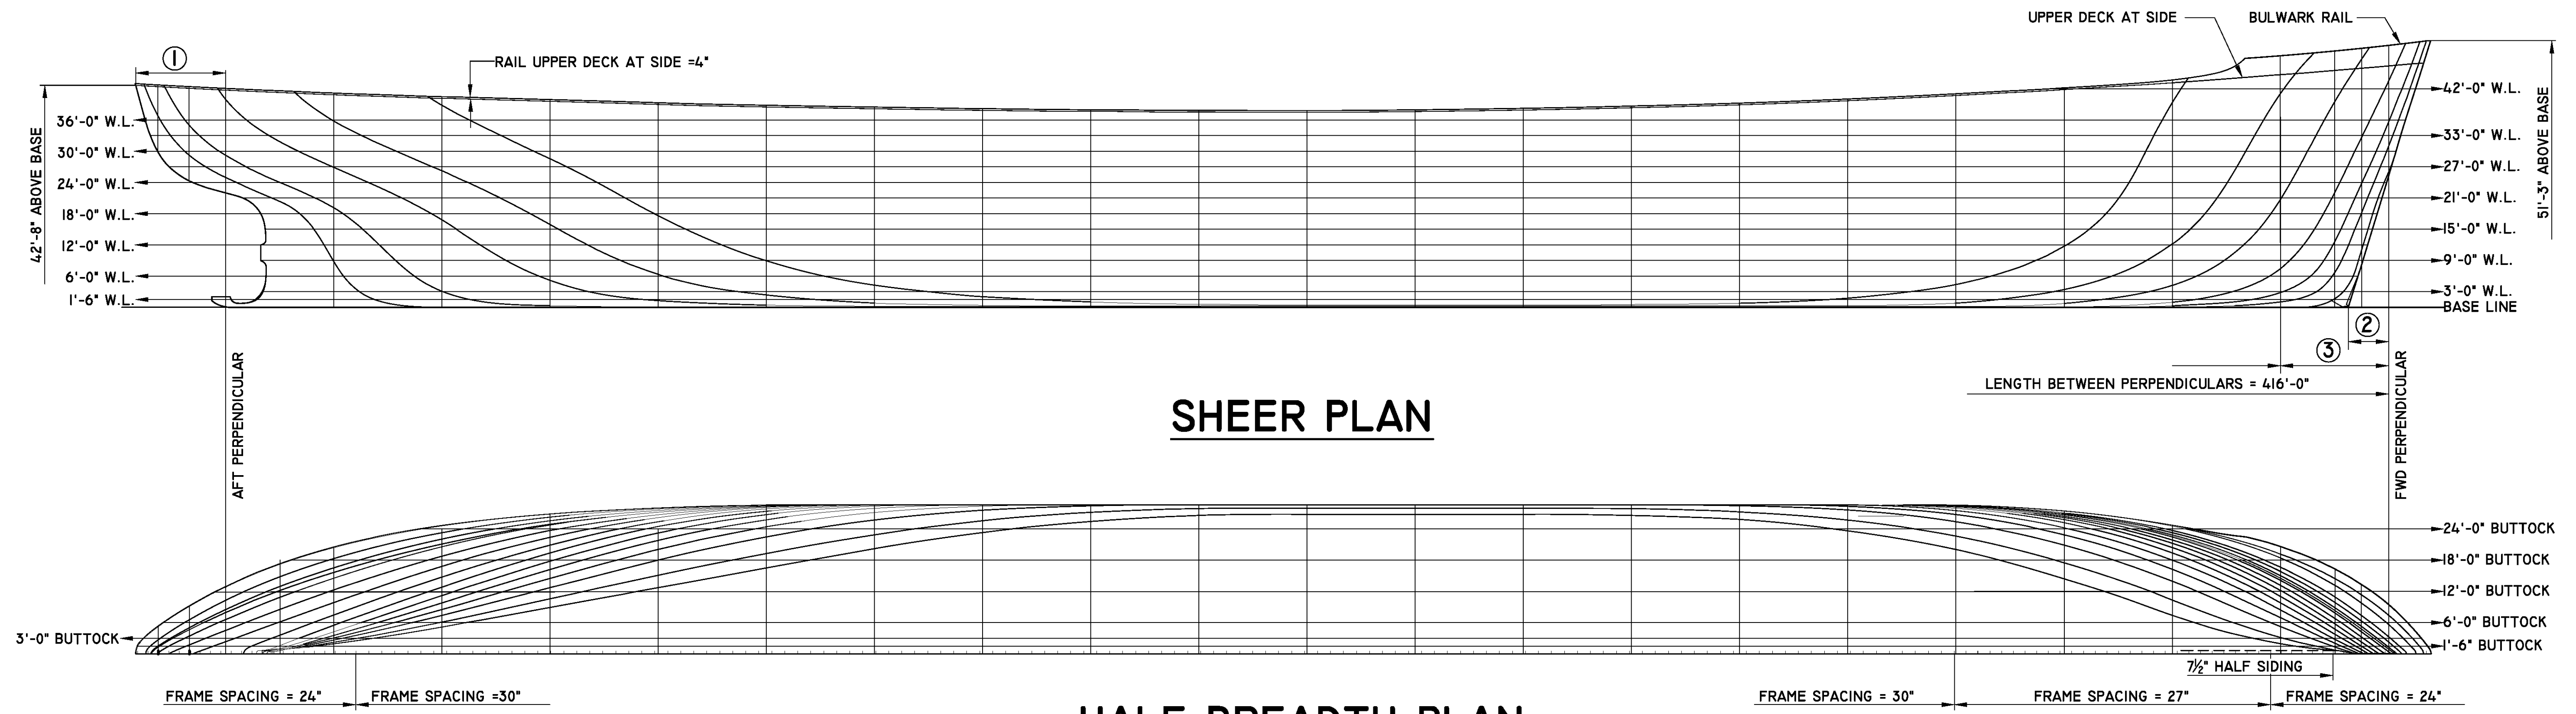 UPPER DECK AT SIDE
BULWARK RAIL
①
RAIL UPPER DECK AT SIDE =4"
42'-8" ABOVE BASE
36'-0" W.L.
30'-0" W.L.
24'-0" W.L.
18'-0" W.L.
12'-0" W.L.
6'-0" W.L.
1'-6" W.L.
42'-0" W.L.
33'-0" W.L.
27'-0" W.L.
21'-0" W.L.
15'-0" W.L.
9'-0" W.L.
3'-0" W.L.
BASE LINE
51'-3" ABOVE BASE
②
③
LENGTH BETWEEN PERPENDICULARS = 416'-0"
AFT PERPENDICULAR
FWD PERPENDICULAR
SHEER PLAN
24'-0" BUTTOCK
18'-0" BUTTOCK
12'-0" BUTTOCK
6'-0" BUTTOCK
1'-6" BUTTOCK
3'-0" BUTTOCK
7½" HALF SIDING
FRAME SPACING = 24"
FRAME SPACING =30"
FRAME SPACING = 30"
FRAME SPACING = 27"
FRAME SPACING = 24"
HALF BREADTH PLAN